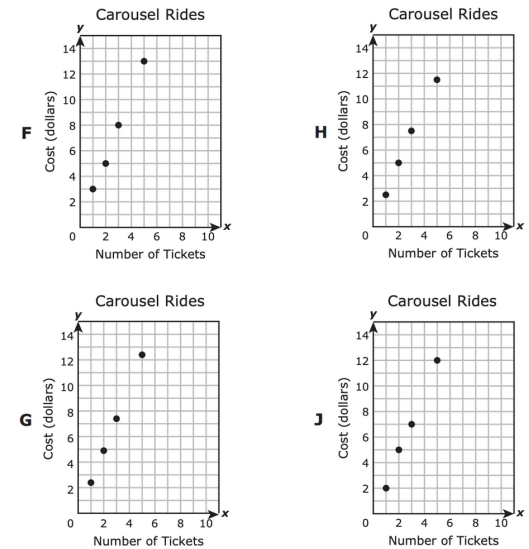 Carousel Rides
y
14
12
10
8
6
4
2
0 2 4 6 8 10 x
Cost (dollars)
Number of Tickets
F
Carousel Rides
y
14
12
10
8
6
4
2
0 2 4 6 8 10 x
Cost (dollars)
Number of Tickets
H
Carousel Rides
y
14
12
10
8
6
4
2
0 2 4 6 8 10 x
Cost (dollars)
Number of Tickets
G
Carousel Rides
y
14
12
10
8
6
4
2
0 2 4 6 8 10 x
Cost (dollars)
Number of Tickets
J